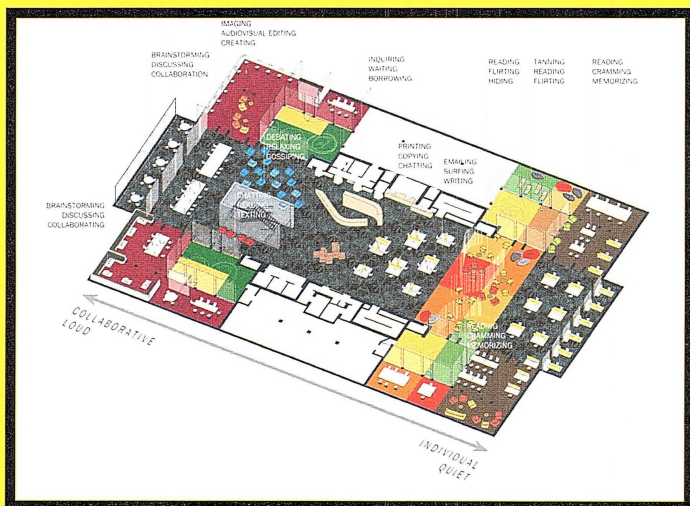 IMAGING
AUDIOVISUAL EDITING
CREATING
BRAINSTORMING
DISCUSSING
COLLABORATION
INQUIRING
WAITING
BORROWING
READING
FLIRTING
HIDING
TANNING
READING
FLIRTING
READING
CRAMMING
MEMORIZING
DEBATING
RELAXING
GOSSIPING
PRINTING
COPYING
CHATTING
EMAILING
SURFING
WRITING
CHATTING
READING
TEXTING
BRAINSTORMING
DISCUSSING
COLLABORATING
READING
CRAMMING
MEMORIZING
COLLABORATIVE
LOUD
INDIVIDUAL
QUIET